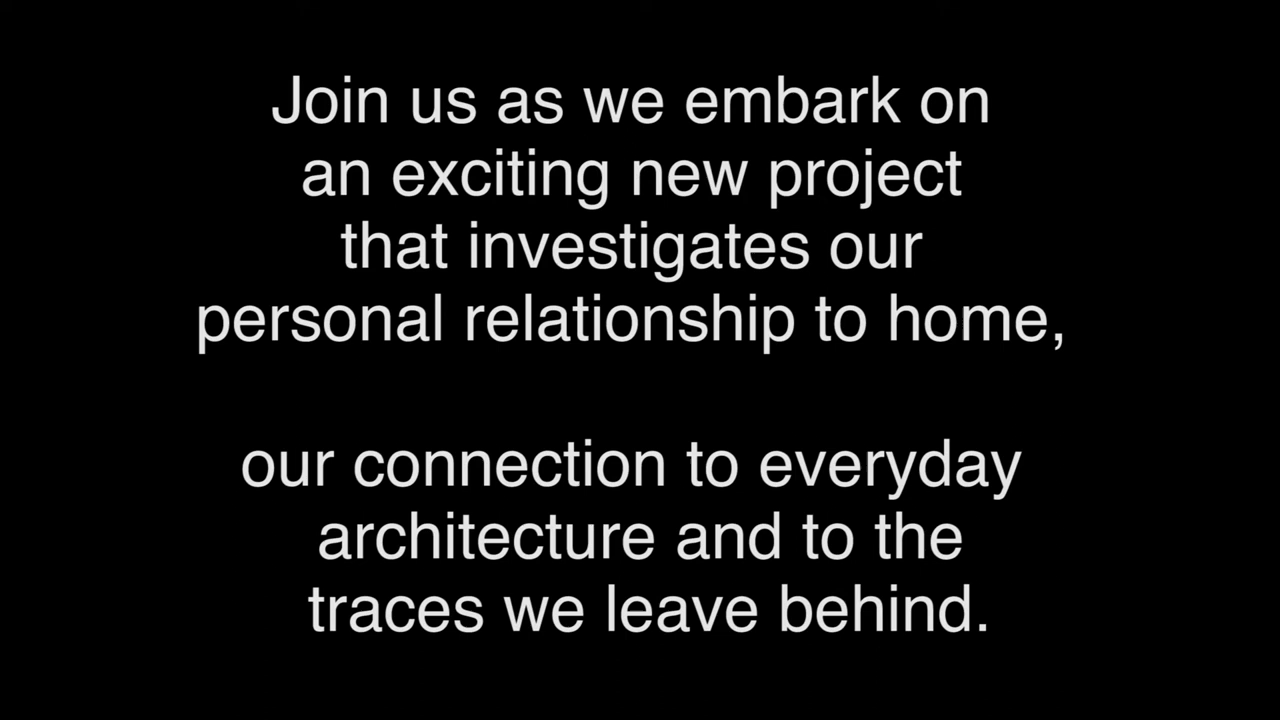 Join us as we embark on
an exciting new project
that investigates our
personal relationship to home,
our connection to everyday
architecture and to the
traces we leave behind.